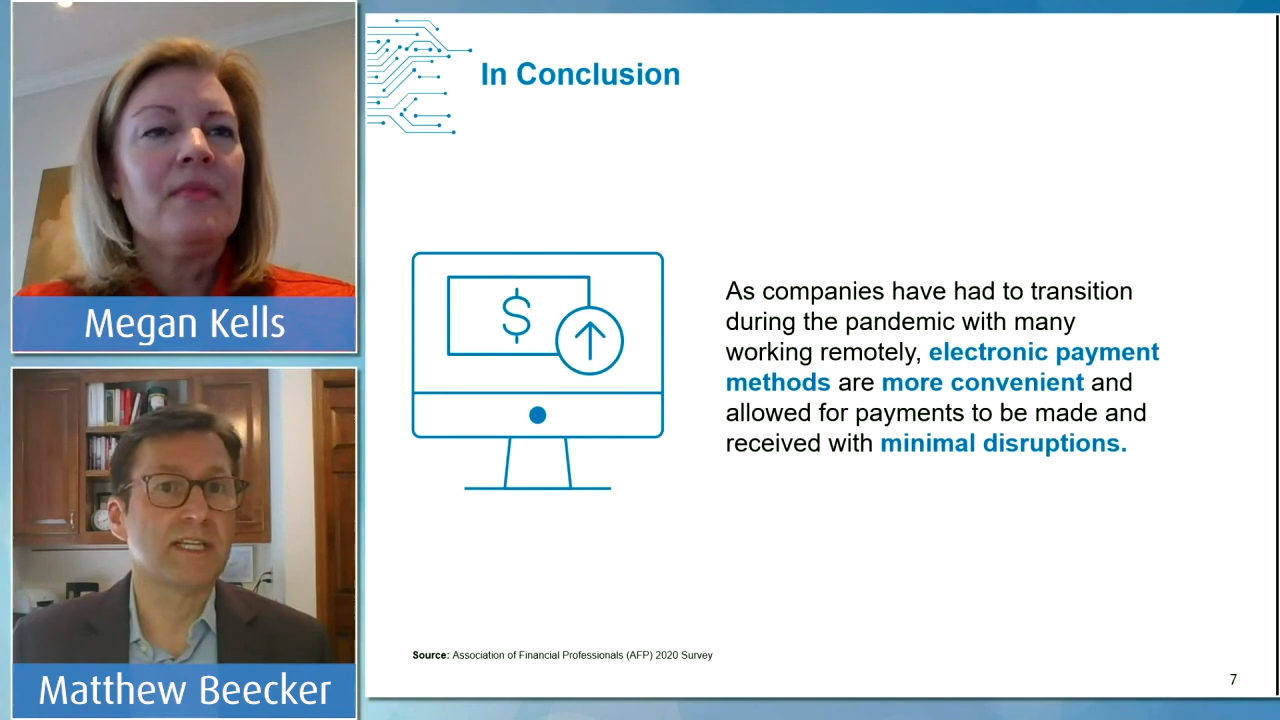 Megan Kells
Matthew Beecker
In Conclusion
$
As companies have had to transition
during the pandemic with many
working remotely, electronic payment
methods are more convenient and
allowed for payments to be made and
received with minimal disruptions.
Source: Association of Financial Professionals (AFP) 2020 Survey
7